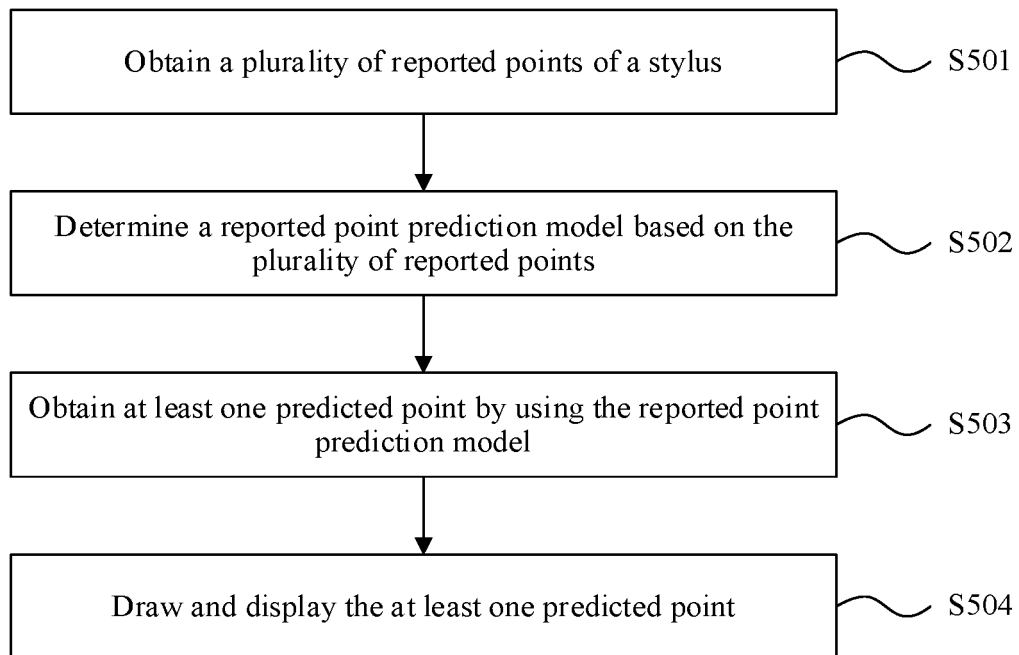 Obtain a plurality of reported points of a stylus
S501
Determine a reported point prediction model based on the
plurality of reported points
S502
Obtain at least one predicted point by using the reported point
prediction model
S503
Draw and display the at least one predicted point
S504